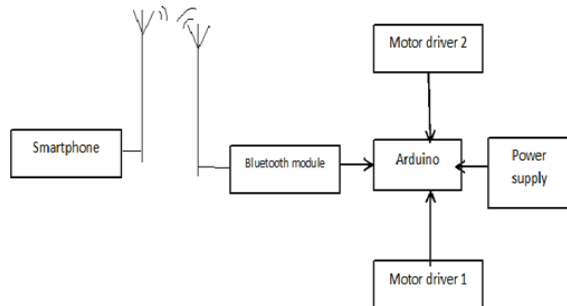 Motor driver 2
Smartphone
Bluetooth module
Arduino
Power
supply
Motor driver 1